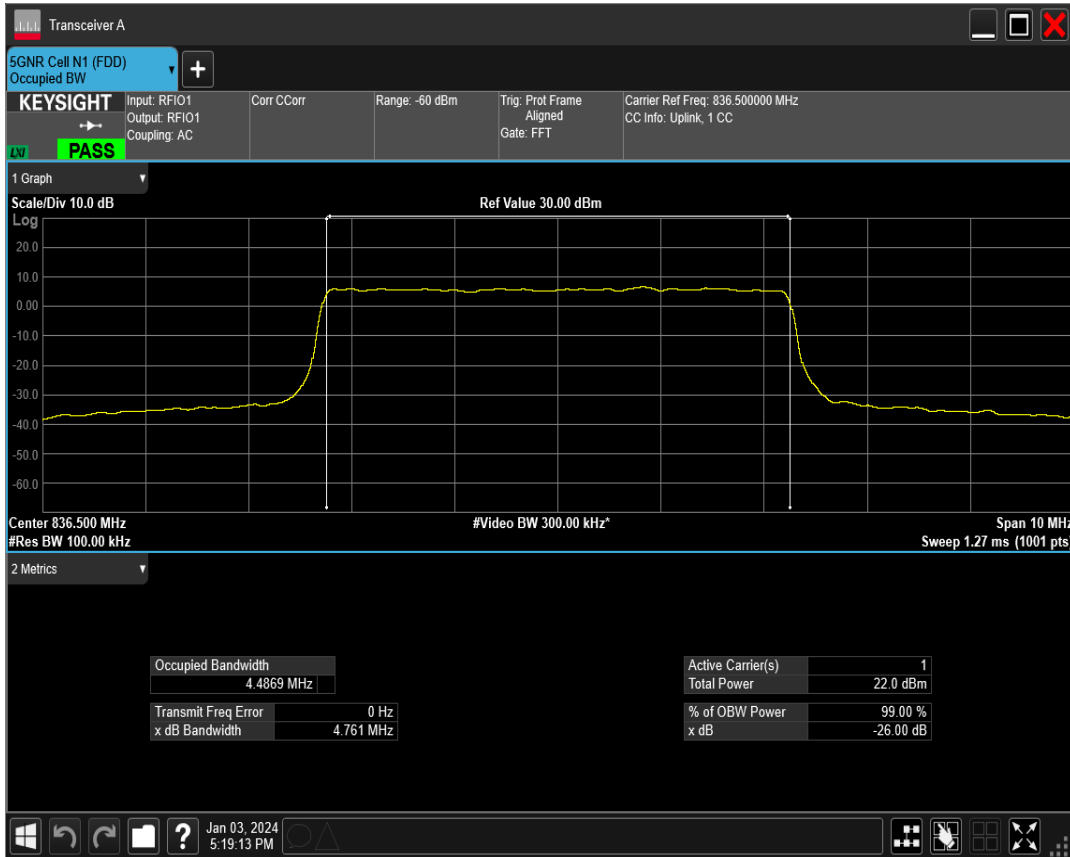 Transceiver A
5GNR Cell N1 (FDD)
Occupied BW
+
KEYSIGHT
LXI
PASS
Input: RFIO1
Output: RFIO1
Coupling: AC
Corr CCorr
Range: -60 dBm
Trig: Prot Frame
Aligned
Gate: FFT
Carrier Ref Freq: 836.500000 MHz
CC Info: Uplink, 1 CC
1 Graph
Scale/Div 10.0 dB
Ref Value 30.00 dBm
Log
20.0
10.0
0.00
-10.0
-20.0
-30.0
-40.0
-50.0
-60.0
Center 836.500 MHz
#Video BW 300.00 kHz*
Span 10 MHz
#Res BW 100.00 kHz
Sweep 1.27 ms (1001 pts)
2 Metrics
Occupied Bandwidth
4.4869 MHz
Transmit Freq Error 0 Hz
x dB Bandwidth 4.761 MHz
Active Carrier(s) 1
Total Power 22.0 dBm
% of OBW Power 99.00 %
x dB -26.00 dB
?
Jan 03, 2024
5:19:13 PM